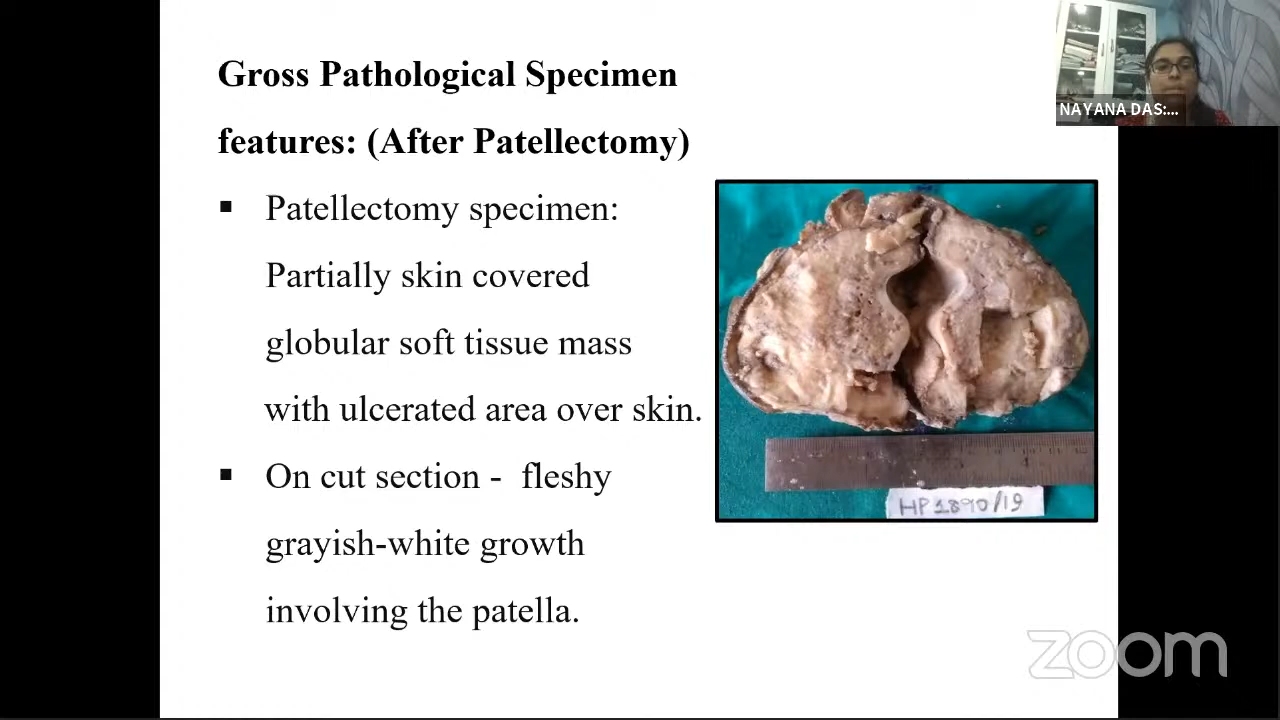 Gross Pathological Specimen
features: (After Patellectomy)
▪ Patellectomy specimen:
Partially skin covered
globular soft tissue mass
with ulcerated area over skin.
▪ On cut section - fleshy
grayish-white growth
involving the patella.
HP 1890/19
NAYANA DAS:...
zoom